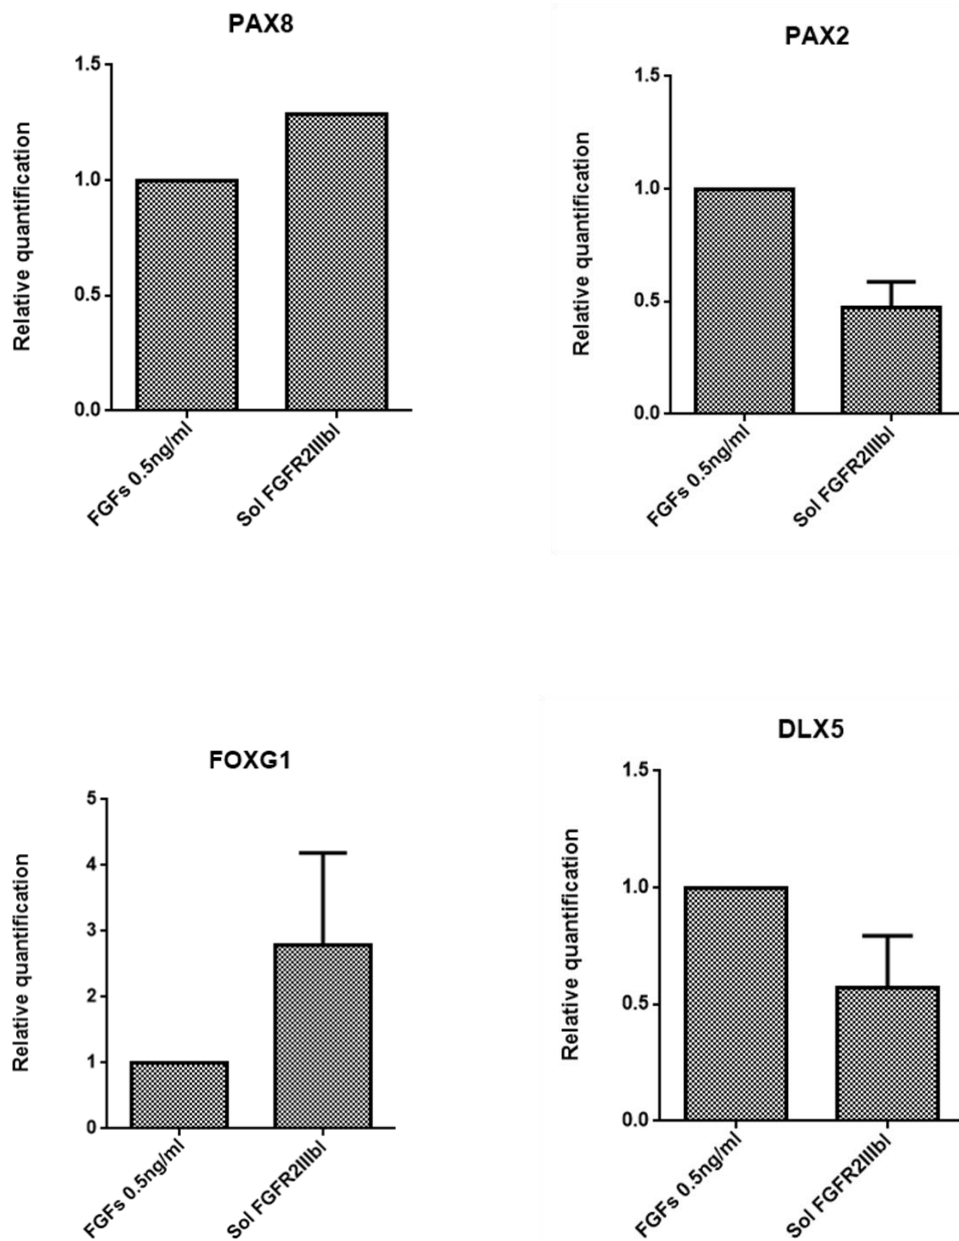 PAX8
Relative quantification
1.5
1.0
0.5
0.0
FGFs 0.5ng/ml
Sol FGFR2IIIbl
PAX2
Relative quantification
1.5
1.0
0.5
0.0
FGFs 0.5ng/ml
Sol FGFR2IIIbl
FOXG1
Relative quantification
5
4
3
2
1
0
FGFs 0.5ng/ml
Sol FGFR2IIIbl
DLX5
Relative quantification
1.5
1.0
0.5
0.0
FGFs 0.5ng/ml
Sol FGFR2IIIbl